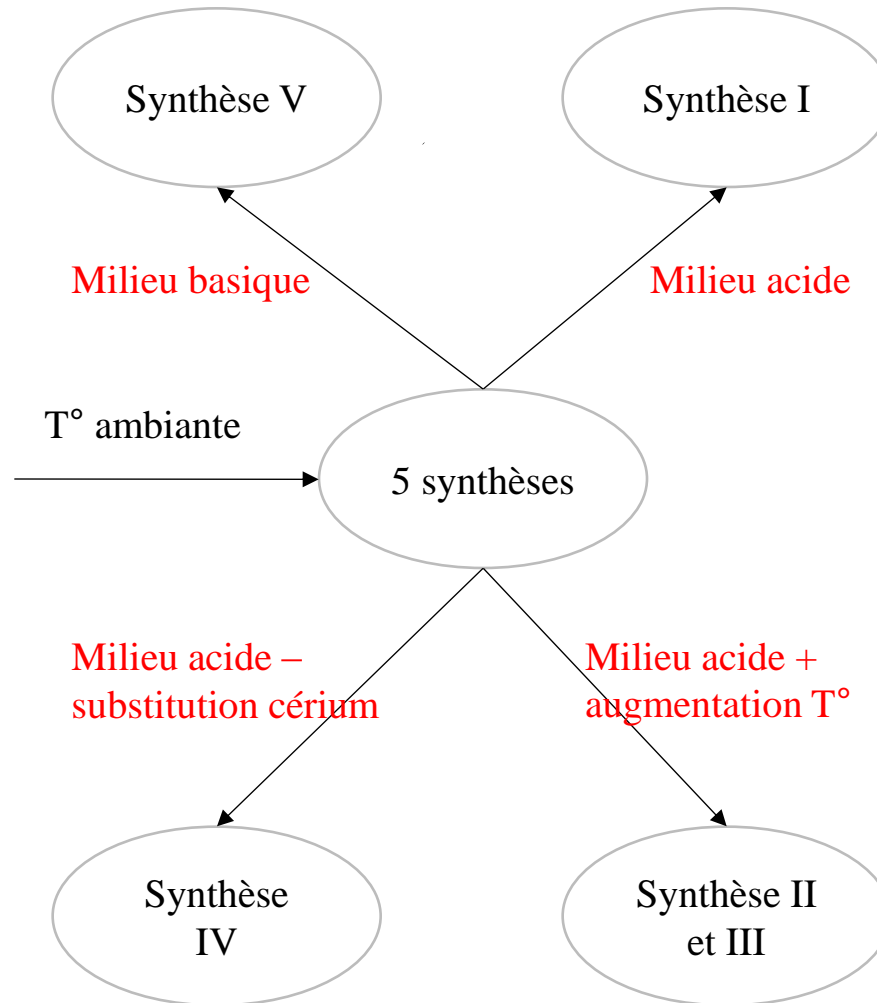 Synthèse V
Synthèse I
Milieu basique
Milieu acide
T° ambiante
5 synthèses
Milieu acide –
substitution cérium
Milieu acide +
augmentation T°
Synthèse
IV
Synthèse II
et III